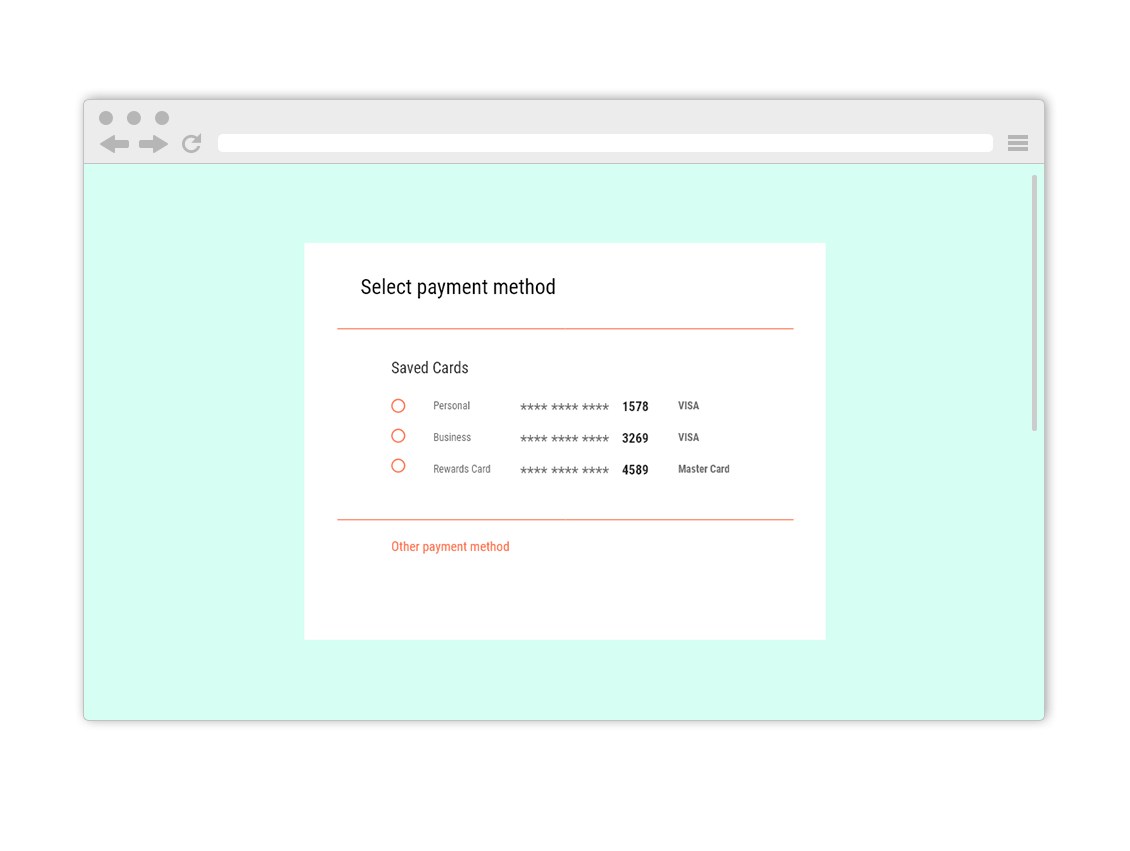 Select payment method
Saved Cards
Personal **** **** **** 1578 VISA
Business **** **** **** 3269 VISA
Rewards Card **** **** **** 4589 Master Card
Other payment method